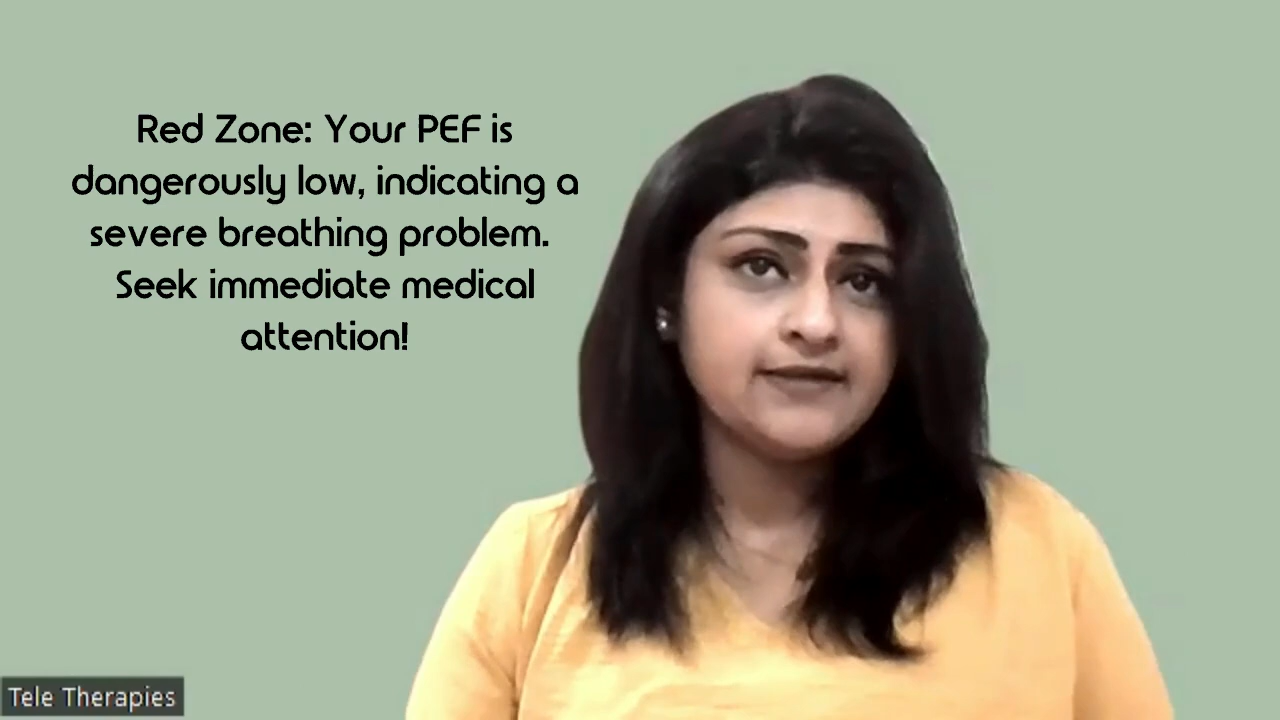 Red Zone: Your PEF is
dangerously low, indicating a
severe breathing problem.
Seek immediate medical
attention!
Tele Therapies